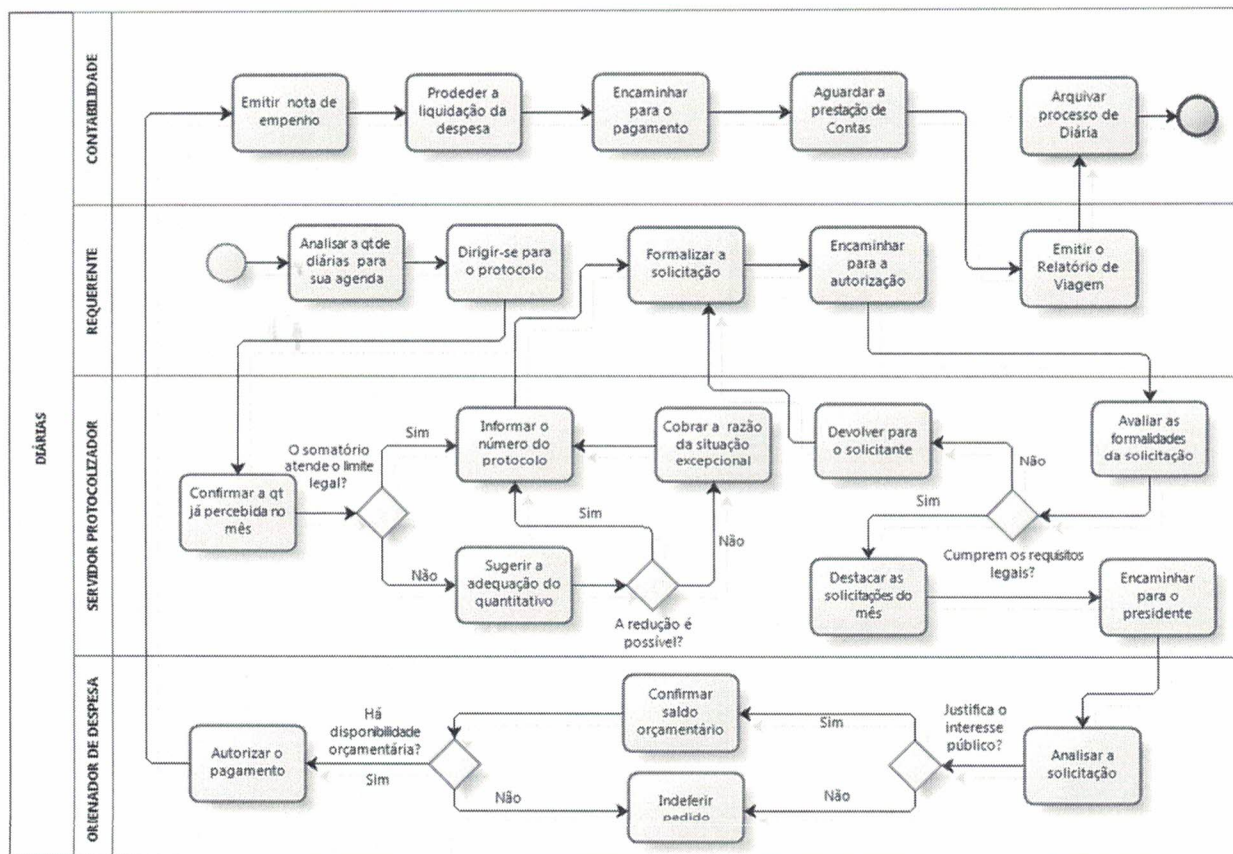 DIÁRIAS
CONTABILIDADE
Emitir nota de
empenho
Prodeder a
liquidação da
despesa
Encaminhar
para o
pagamento
Aguardar a
prestação de
Contas
Arquivar
processo de
Diária
REQUERENTE
Analisar a qt de
diárias para
sua agenda
Dirigir-se para
o protocolo
Formalizar a
solicitação
Encaminhar
para a
autorização
Emitir o
Relatório de
Viagem
SERVIDOR PROTOCOLIZADOR
Confirmar a qt
já percebida no
mês
O somatório
atende o limite
legal?
Sim
Não
Informar o
número do
protocolo
Sugerir a
adequação do
quantitativo
Sim
A redução é
possível?
Não
Cobrar a razão
da situação
excepcional
Devolver para
o solicitante
Não
Sim
Cumprem os requisitos
legais?
Avaliar as
formalidades
da solicitação
Destacar as
solicitações do
mês
Encaminhar
para o
presidente
ORIENADOR DE DESPESA
Autorizar o
pagamento
Há
disponibilidade
orçamentária?
Sim
Não
Confirmar
saldo
orçamentário
Indeferir
pedido
Sim
Não
Justifica o
interesse
público?
Analisar a
solicitação